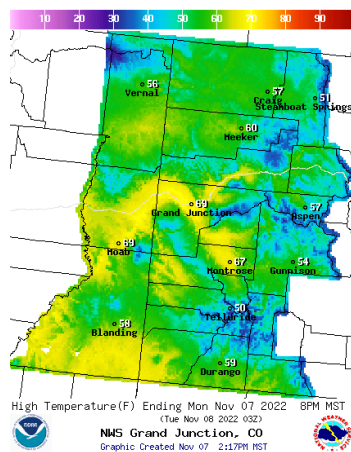 10 20 30 40 50 60 70 80 90
56
Vernal
57
Craig
51
Steamboat Springs
60
Meeker
69
Grand Junction
57
Aspen
69
Moab
67
Montrose
54
Gunnison
50
Telluride
58
Blanding
59
Durango
High Temperature(F) Ending Mon Nov 07 2022 8PM MST
(Tue Nov 08 2022 03Z)
NWS Grand Junction, CO
Graphic Created Nov 07 2:17PM MST
NOAA